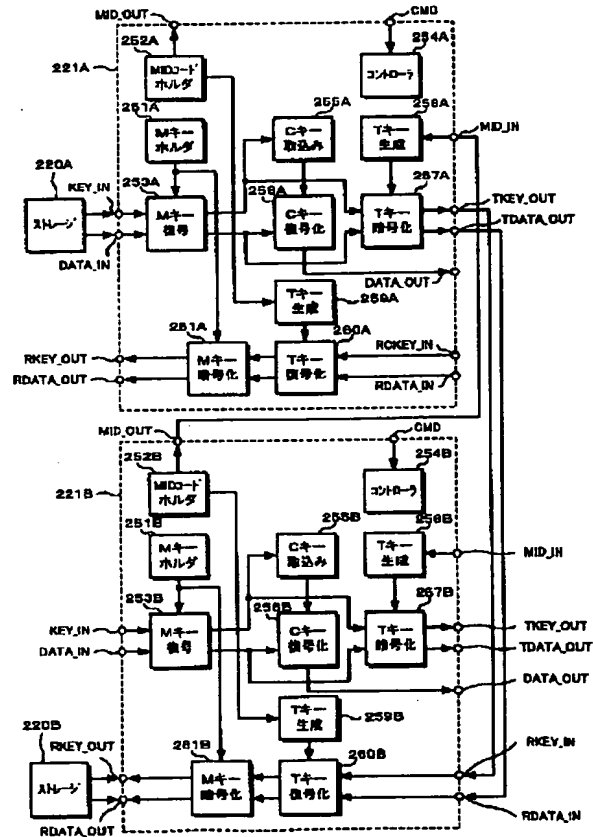 MID_OUT
CMD
252A
221A
MIDコード
ホルダ
254A
コントローラ
251A
Mキー
ホルダ
255A
Cキー
取込み
256A
Tキー
生成
MID_IN
220A
ストレージ
KEY_IN
DATA_IN
253A
Mキー
復号
256A
Cキー
復号化
257A
Tキー
暗号化
TKEY_OUT
TDATA_OUT
DATA_OUT
Tキー
生成
259A
261A
260A
RKEY_OUT
RDATA_OUT
Mキー
暗号化
Tキー
復号化
RCKEY_IN
RDATA_IN
MID_OUT
CMD
252B
221B
MIDコード
ホルダ
254B
コントローラ
251B
Mキー
ホルダ
255B
Cキー
取込み
256B
Tキー
生成
MID_IN
253B
KEY_IN
DATA_IN
Mキー
復号
256B
Cキー
復号化
257B
Tキー
暗号化
TKEY_OUT
TDATA_OUT
DATA_OUT
Tキー
生成
259B
220B
ストレージ
RKEY_OUT
RDATA_OUT
261B
Mキー
暗号化
260B
Tキー
復号化
RKEY_IN
RDATA_IN